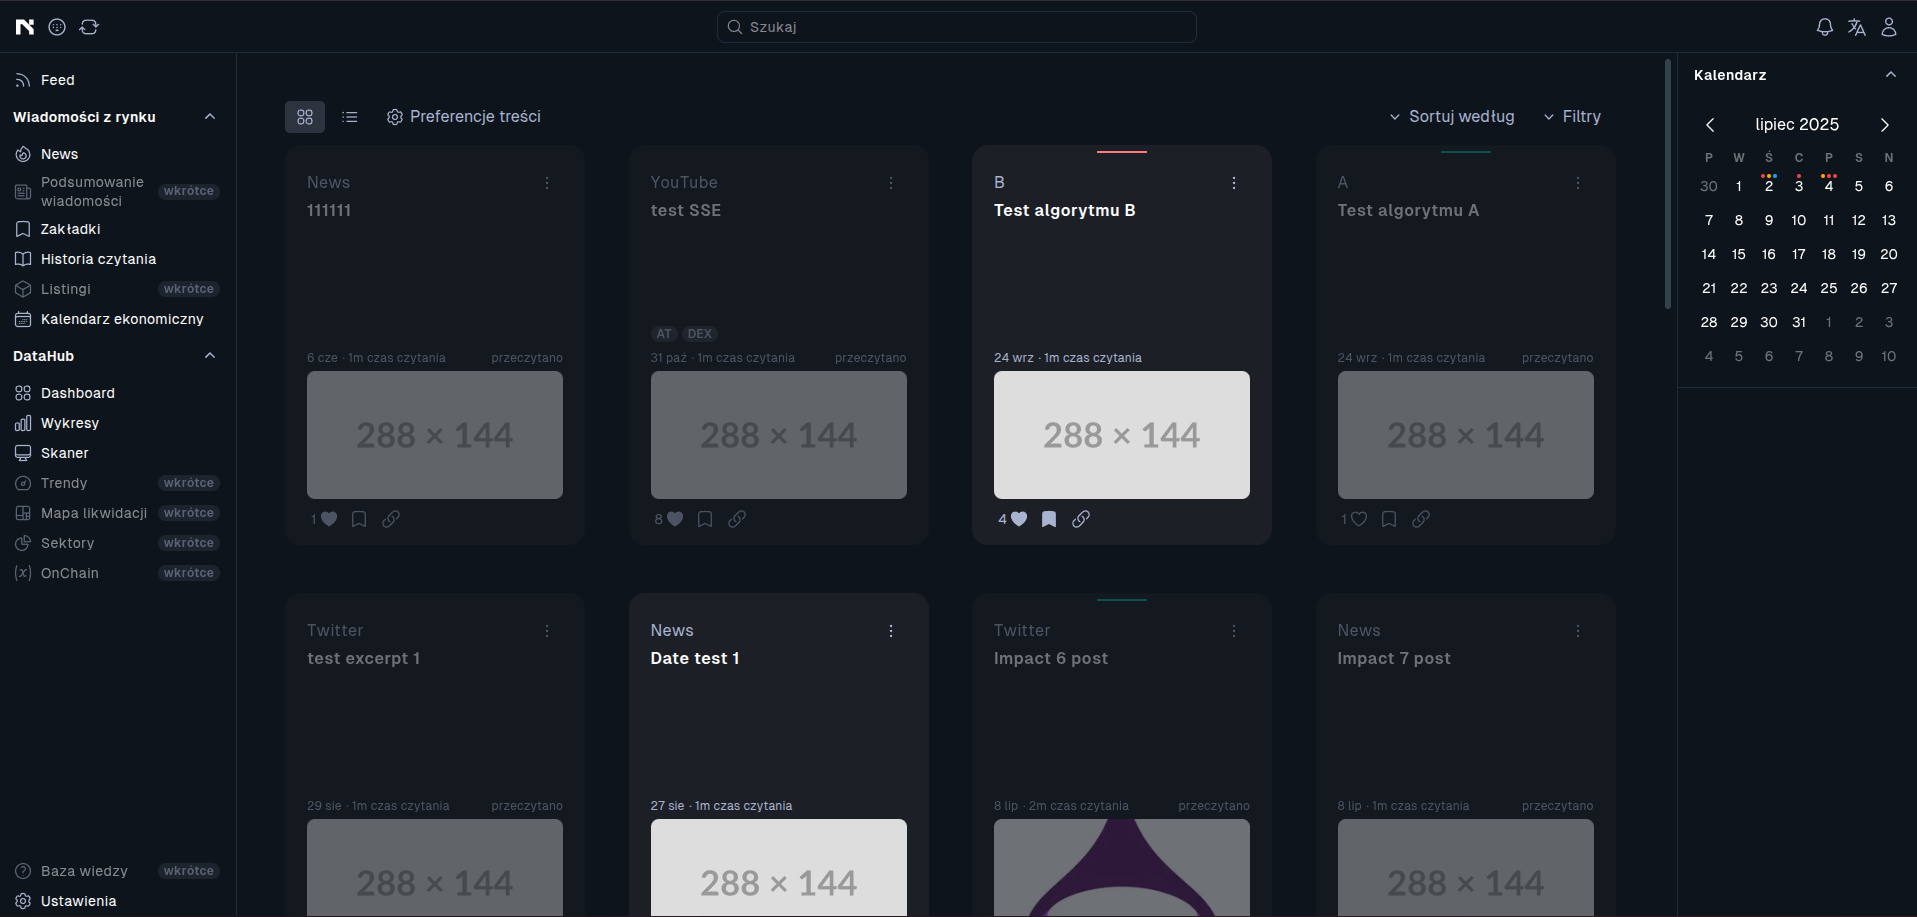 Szukaj
Feed
Wiadomości z rynku
News
Podsumowanie
wiadomości
wkrótce
Zakładki
Historia czytania
Listingi
wkrótce
Kalendarz ekonomiczny
DataHub
Dashboard
Wykresy
Skaner
Trendy
wkrótce
Mapa likwidacji
wkrótce
Sektory
wkrótce
OnChain
wkrótce
Baza wiedzy
wkrótce
Ustawienia
Preferencje treści
Sortuj według
Filtry
News
111111
6 cze · 1m czas czytania
przeczytano
288 × 144
1
YouTube
test SSE
AT DEX
31 paź · 1m czas czytania
przeczytano
288 × 144
8
B
Test algorytmu B
24 wrz · 1m czas czytania
288 × 144
4
A
Test algorytmu A
24 wrz · 1m czas czytania
przeczytano
288 × 144
1
Twitter
test excerpt 1
29 sie · 1m czas czytania
przeczytano
288 × 144
News
Date test 1
27 sie · 1m czas czytania
288 × 144
Twitter
Impact 6 post
8 lip · 2m czas czytania
przeczytano
News
Impact 7 post
8 lip · 1m czas czytania
przeczytano
288 × 144
Kalendarz
lipiec 2025
P W Ś C P S N
30 1 2 3 4 5 6
7 8 9 10 11 12 13
14 15 16 17 18 19 20
21 22 23 24 25 26 27
28 29 30 31 1 2 3
4 5 6 7 8 9 10